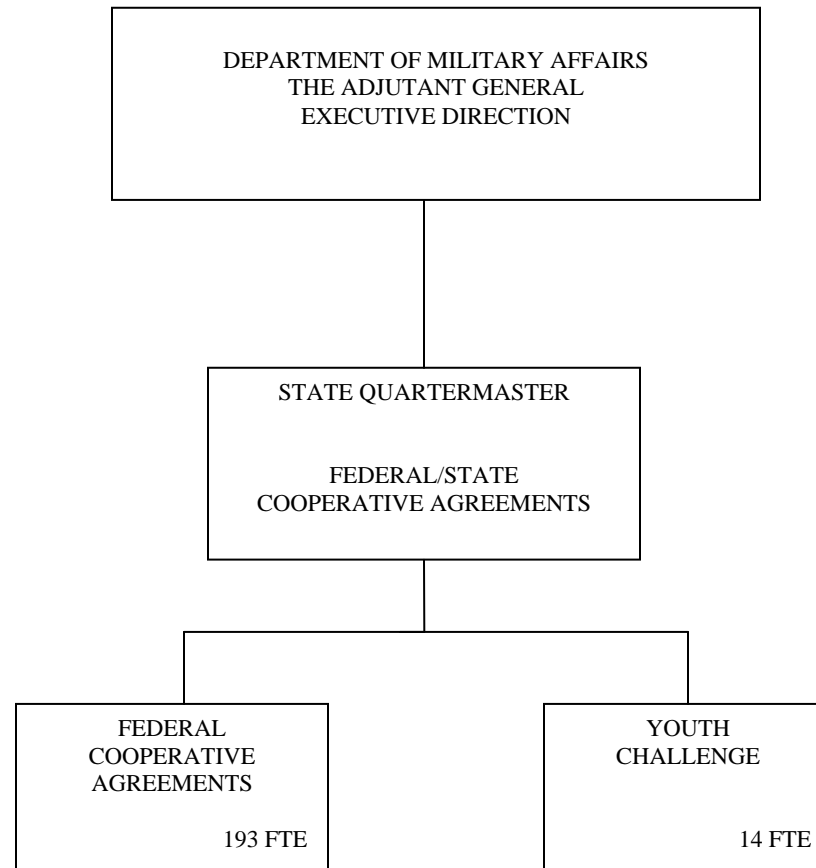 DEPARTMENT OF MILITARY AFFAIRS
THE ADJUTANT GENERAL
EXECUTIVE DIRECTION
STATE QUARTERMASTER
FEDERAL/STATE
COOPERATIVE AGREEMENTS
FEDERAL
COOPERATIVE
AGREEMENTS
193 FTE
YOUTH
CHALLENGE
14 FTE